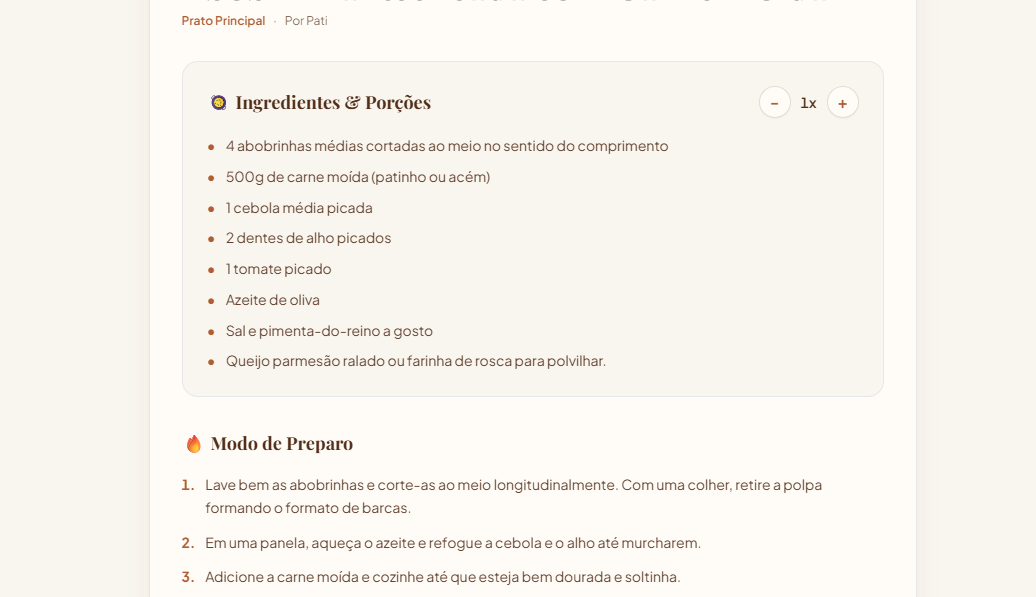 Prato Principal · Por Pati
Ingredientes & Porções
− 1x +
4 abobrinhas médias cortadas ao meio no sentido do comprimento
500g de carne moída (patinho ou acém)
1 cebola média picada
2 dentes de alho picados
1 tomate picado
Azeite de oliva
Sal e pimenta-do-reino a gosto
Queijo parmesão ralado ou farinha de rosca para polvilhar.
Modo de Preparo
1. Lave bem as abobrinhas e corte-as ao meio longitudinalmente. Com uma colher, retire a polpa
formando o formato de barcas.
2. Em uma panela, aqueça o azeite e refogue a cebola e o alho até murcharem.
3. Adicione a carne moída e cozinhe até que esteja bem dourada e soltinha.